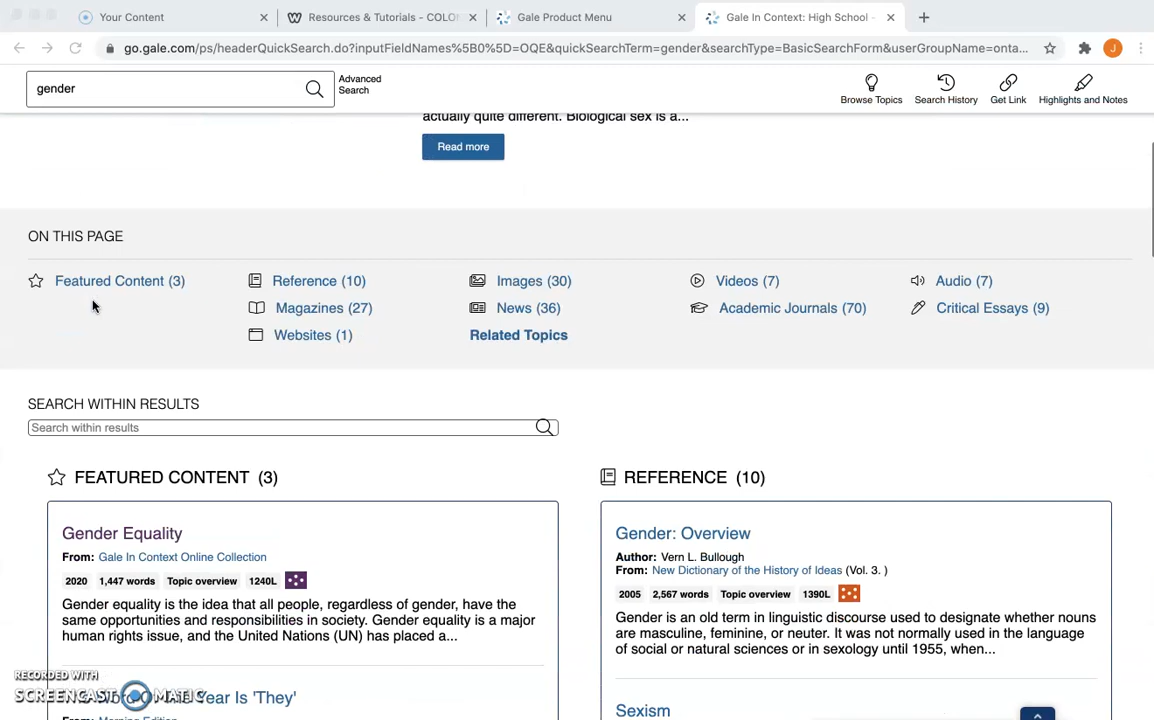 Your Content
Resources & Tutorials - COLO
Gale Product Menu
Gale In Context: High School -
go.gale.com/ps/headerQuickSearch.do?inputFieldNames%5B0%5D=OQE&quickSearchTerm=gender&searchType=BasicSearchForm&userGroupName=onta...
J
gender
Advanced
Search
Browse Topics
Search History
Get Link
Highlights and Notes
actually quite different. Biological sex is a...
Read more
ON THIS PAGE
Featured Content (3)
Reference (10)
Images (30)
Videos (7)
Audio (7)
Magazines (27)
News (36)
Academic Journals (70)
Critical Essays (9)
Websites (1)
Related Topics
SEARCH WITHIN RESULTS
Search within results
FEATURED CONTENT (3)
Gender Equality
From: Gale In Context Online Collection
2020 1,447 words Topic overview 1240L
Gender equality is the idea that all people, regardless of gender, have the
same opportunities and responsibilities in society. Gender equality is a major
human rights issue, and the United Nations (UN) has placed a...
Word Of The Year Is 'They'
From: Morning Edition
REFERENCE (10)
Gender: Overview
Author: Vern L. Bullough
From: New Dictionary of the History of Ideas (Vol. 3. )
2005 2,567 words Topic overview 1390L
Gender is an old term in linguistic discourse used to designate whether nouns
are masculine, feminine, or neuter. It was not normally used in the language
of social or natural sciences or in sexology until 1955, when...
Sexism
RECORDED WITH
SCREENCAST MATIC